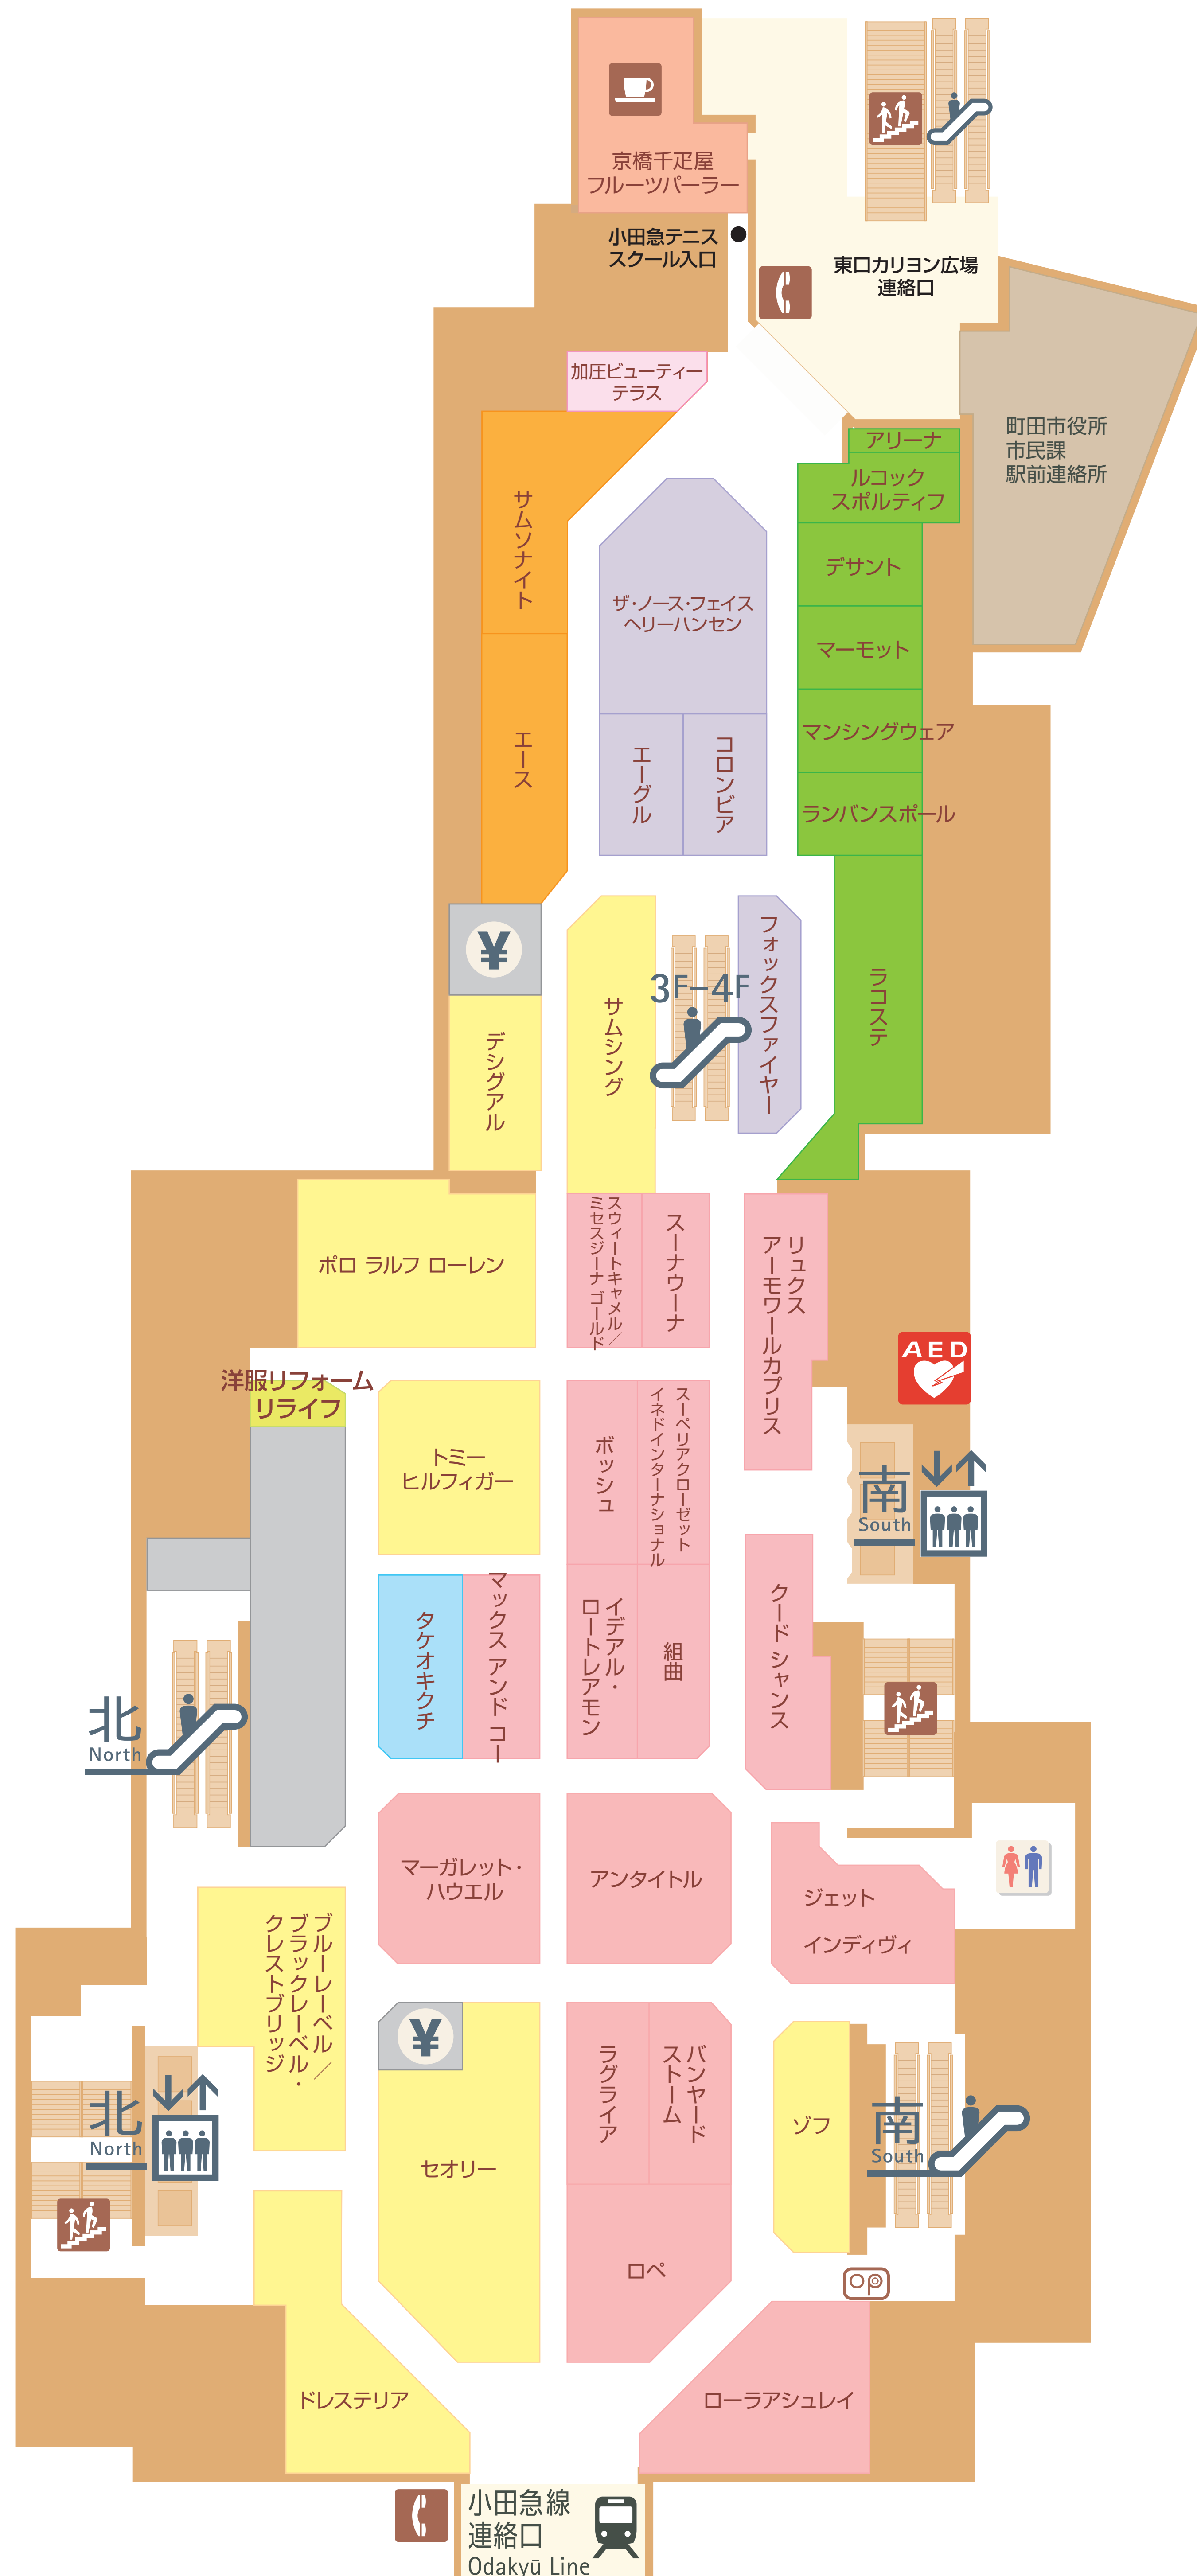 京橋千疋屋
フルーツパーラー
小田急テニス
スクール入口
東口カリヨン広場
連絡口
加圧ビューティー
テラス
町田市役所
市民課
駅前連絡所
アリーナ
ルコック
スポルティフ
サムソナイト
デサント
ザ・ノース・フェイス
ヘリーハンセン
マーモット
エース
エーグル
コロンビア
マンシングウェア
ランバンスポール
¥
サムシング
3F–4F
フォックスファイヤー
ラコステ
デシグアル
ポロ ラルフ ローレン
スウィートキャメル／
ミセスジーナ ゴールド
スーナウーナ
リュクス
アーモワールカプリス
AED
洋服リフォーム
リライフ
トミー
ヒルフィガー
ボッシュ
スーペリアクローゼット
イネドインターナショナル
南
South
タケオキクチ
マックス アンド コー
イデアル・
ロートレアモン
組曲
クード シャンス
北
North
マーガレット・
ハウエル
アンタイトル
ジェット
インディヴィ
ブルーレーベル／
ブラックレーベル・
クレストブリッジ
¥
ラグライア
バンヤード
ストーム
ゾフ
南
South
北
North
セオリー
ロペ
ドレステリア
ローラアシュレイ
小田急線
連絡口
Odakyū Line